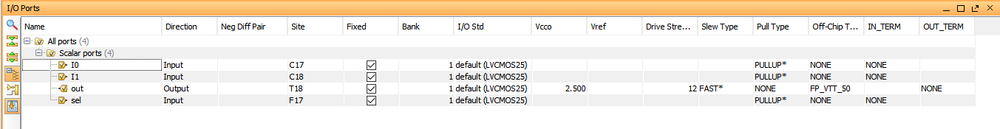 I/O Ports
Name Direction Neg Diff Pair Site Fixed Bank I/O Std Vcco Vref Drive Stre... Slew Type Pull Type Off-Chip T... IN_TERM OUT_TERM
All ports (4)
Scalar ports (4)
I0 Input C17 1 default (LVCMOS25) PULLUP* NONE NONE
I1 Input C18 1 default (LVCMOS25) PULLUP* NONE NONE
out Output T18 1 default (LVCMOS25) 2.500 12 FAST* NONE FP_VTT_50 NONE
sel Input F17 1 default (LVCMOS25) PULLUP* NONE NONE